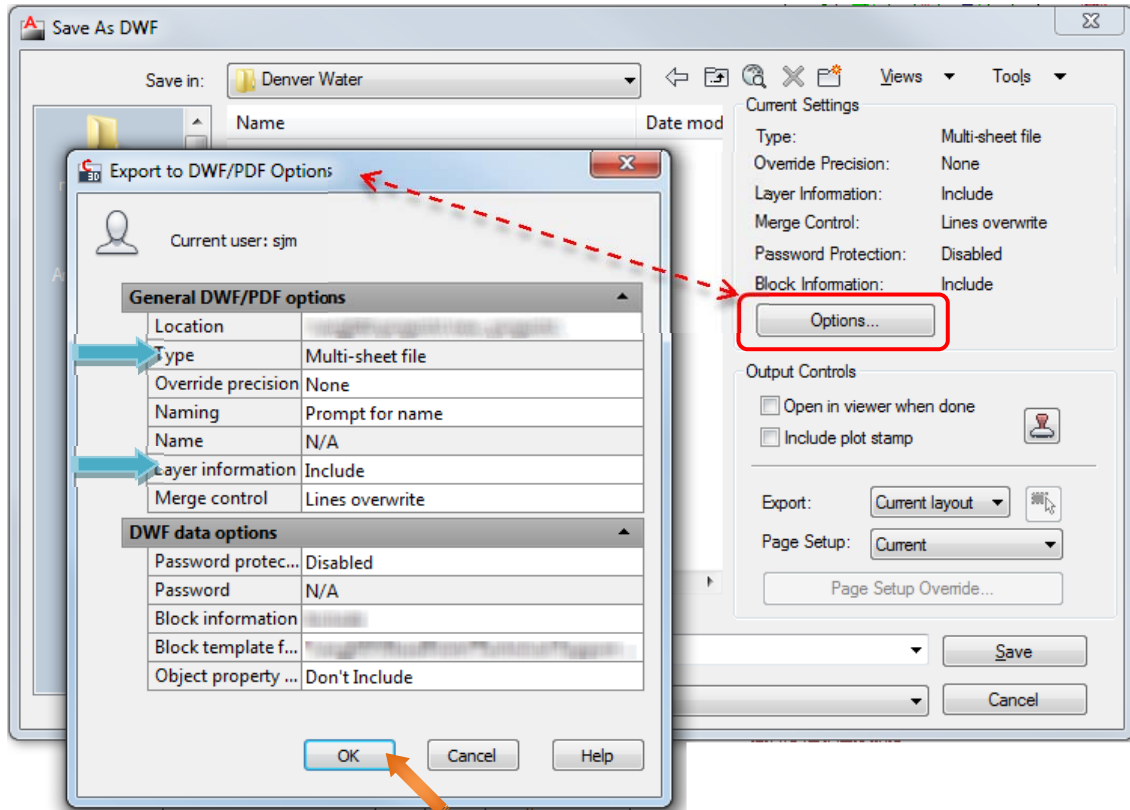 Save As DWF
Save in: Denver Water Views Tools
Name Date mod
Current Settings
Type: Multi-sheet file
Override Precision: None
Layer Information: Include
Merge Control: Lines overwrite
Password Protection: Disabled
Block Information: Include
Options...
Output Controls
Open in viewer when done
Include plot stamp
Export: Current layout
Page Setup: Current
Page Setup Override...
Save
Cancel
Export to DWF/PDF Options
Current user: sjm
General DWF/PDF options
Location
Type Multi-sheet file
Override precision None
Naming Prompt for name
Name N/A
Layer information Include
Merge control Lines overwrite
DWF data options
Password protec... Disabled
Password N/A
Block information
Block template f...
Object property ... Don't Include
OK Cancel Help